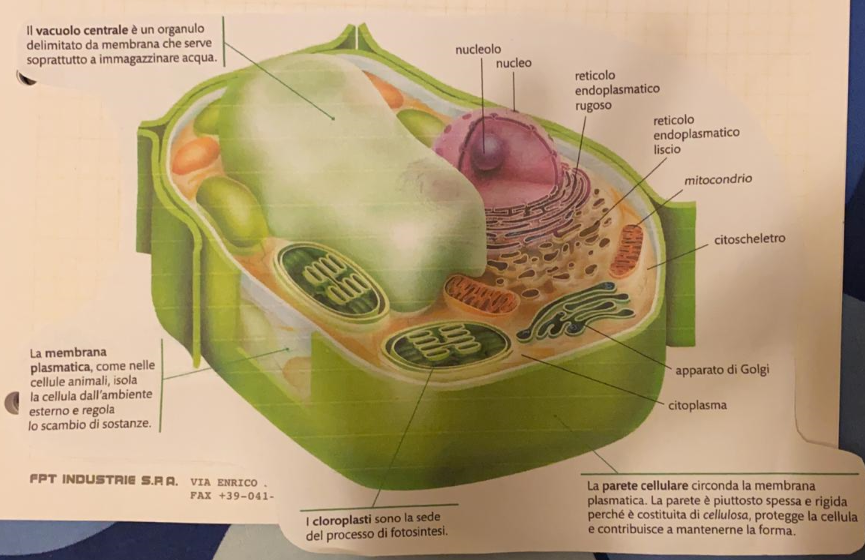 Il vacuolo centrale è un organulo
delimitato da membrana che serve
soprattutto a immagazzinare acqua.
nucleolo
nucleo
reticolo
endoplasmatico
rugoso
reticolo
endoplasmatico
liscio
mitocondrio
citoscheletro
La membrana
plasmatica, come nelle
cellule animali, isola
la cellula dall'ambiente
esterno e regola
lo scambio di sostanze.
apparato di Golgi
citoplasma
FPT INDUSTRIE S.P.A. VIA ENRICO .
FAX +39-041-
I cloroplasti sono la sede
del processo di fotosintesi.
La parete cellulare circonda la membrana
plasmatica. La parete è piuttosto spessa e rigida
perché è costituita di cellulosa, protegge la cellula
e contribuisce a mantenerne la forma.